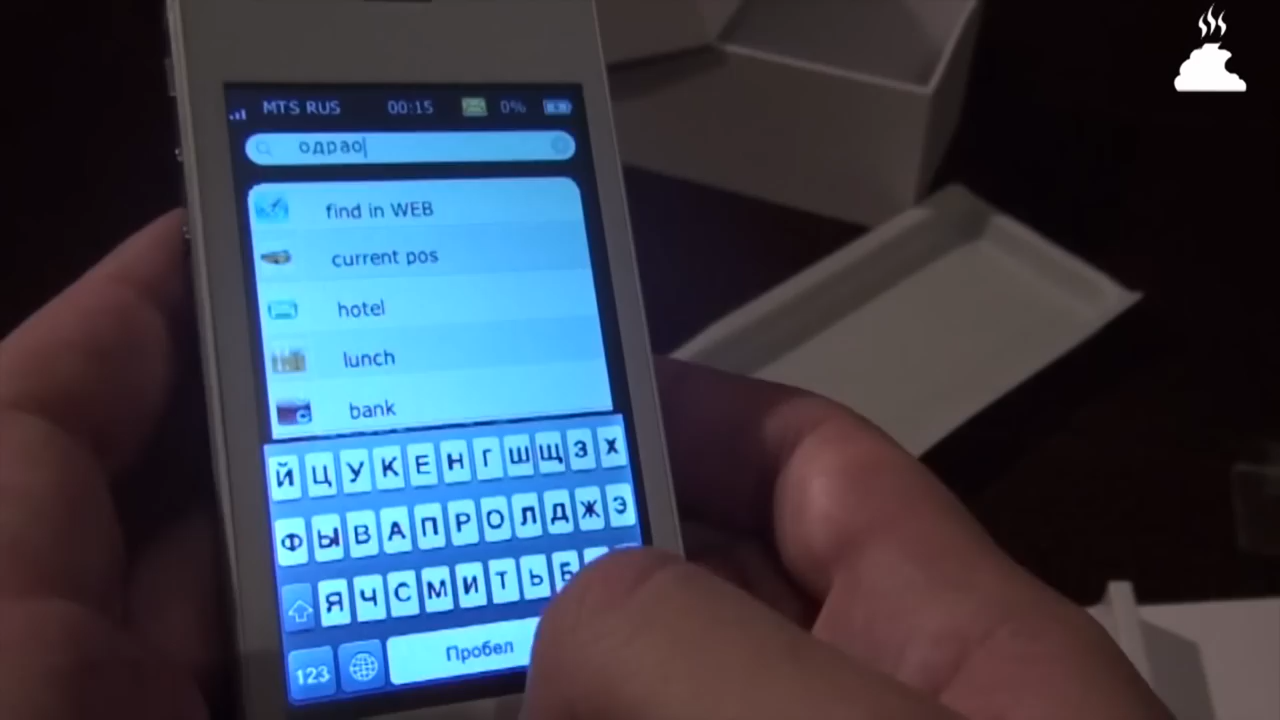 MTS RUS 00:15 0%
одрао
find in WEB
current pos
hotel
lunch
bank
Й Ц У К Е Н Г Ш Щ З Х
Ф Ы В А П Р О Л Д Ж Э
Я Ч С М И Т Ь Б
123 Пробел